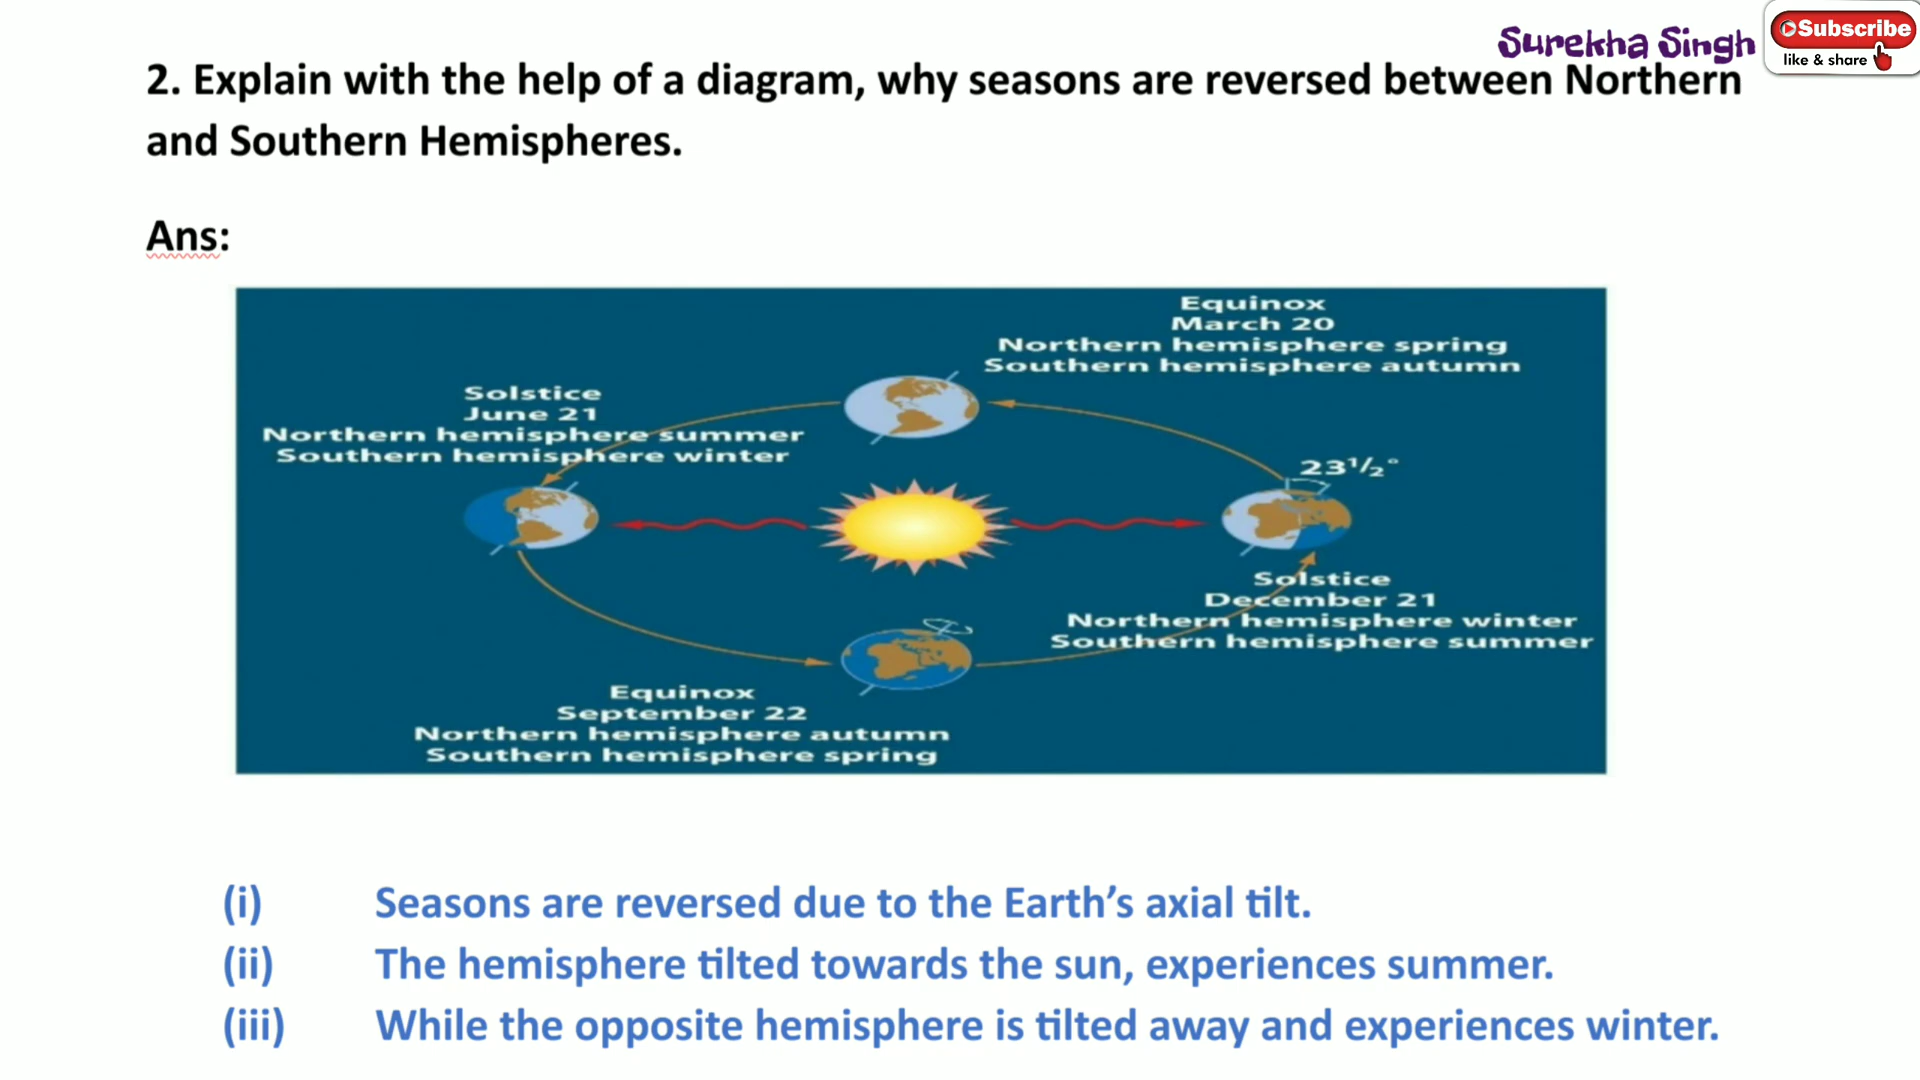 Surekha Singh
Subscribe
like & share
2. Explain with the help of a diagram, why seasons are reversed between Northern
and Southern Hemispheres.
Ans:
Equinox
March 20
Northern hemisphere spring
Southern hemisphere autumn
Solstice
June 21
Northern hemisphere summer
Southern hemisphere winter
23½°
Solstice
December 21
Northern hemisphere winter
Southern hemisphere summer
Equinox
September 22
Northern hemisphere autumn
Southern hemisphere spring
(i) Seasons are reversed due to the Earth’s axial tilt.
(ii) The hemisphere tilted towards the sun, experiences summer.
(iii) While the opposite hemisphere is tilted away and experiences winter.